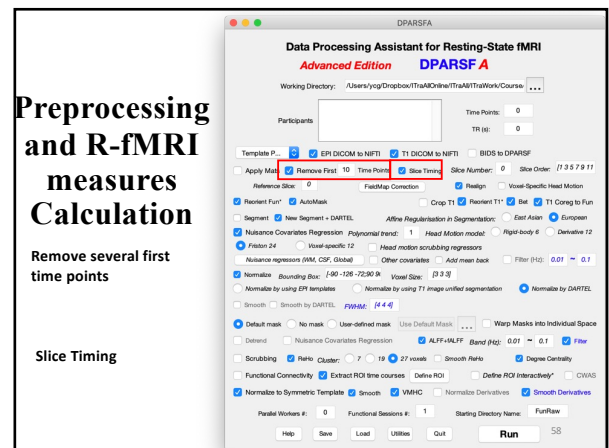 DPARSFA
Data Processing Assistant for Resting-State fMRI
Advanced Edition DPARSF A
Working Directory: /Users/ycg/Dropbox/ITraAllOnline/ITraAll/ITraWork/Course/ ...
Preprocessing and R-fMRI measures Calculation
Remove several first time points
Slice Timing
Participants
Time Points: 0
TR (s): 0
Template P... EPI DICOM to NIFTI T1 DICOM to NIFTI BIDS to DPARSF
Apply Mats Remove First 10 Time Points Slice Timing Slice Number: 0 Slice Order: [1 3 5 7 9 11
Reference Slice: 0 FieldMap Correction Realign Voxel-Specific Head Motion
Reorient Fun* AutoMask Crop T1 Reorient T1* Bet T1 Coreg to Fun
Segment New Segment + DARTEL Affine Regularisation in Segmentation: East Asian European
Nuisance Covariates Regression Polynomial trend: 1 Head Motion model: Rigid-body 6 Derivative 12
Friston 24 Voxel-specific 12 Head motion scrubbing regressors
Nuisance regressors (WM, CSF, Global) Other covariates Add mean back Filter (Hz): 0.01 ~ 0.1
Normalize Bounding Box: [-90 -126 -72;90 9( Voxel Size: [3 3 3]
Normalize by using EPI templates Normalize by using T1 image unified segmentation Normalize by DARTEL
Smooth Smooth by DARTEL FWHM: [4 4 4]
Default mask No mask User-defined mask Use Default Mask ... Warp Masks into Individual Space
Detrend Nuisance Covariates Regression ALFF+fALFF Band (Hz): 0.01 ~ 0.1 Filter
Scrubbing ReHo Cluster: 7 19 27 voxels Smooth ReHo Degree Centrality
Functional Connectivity Extract ROI time courses Define ROI Define ROI Interactively* CWAS
Normalize to Symmetric Template Smooth VMHC Normalize Derivatives Smooth Derivatives
Parallel Workers #: 0 Functional Sessions #: 1 Starting Directory Name: FunRaw
Help Save Load Utilities Quit Run 58